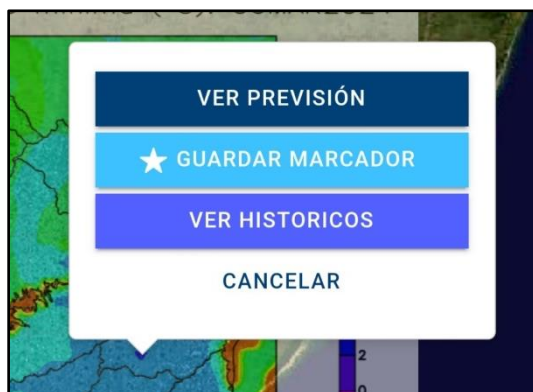 VER PREVISIÓN
GUARDAR MARCADOR
VER HISTORICOS
CANCELAR
2
0